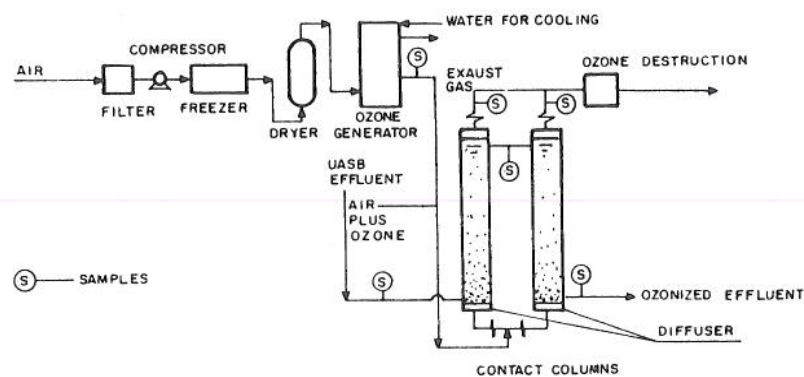 WATER FOR COOLING
COMPRESSOR
S
EXAUST
GAS
OZONE DESTRUCTION
AIR
S
S
FILTER
FREEZER
DRYER
OZONE
GENERATOR
UASB
EFFLUENT
S
AIR
PLUS
OZONE
S
SAMPLES
S
S
OZONIZED EFFLUENT
DIFFUSER
CONTACT COLUMNS